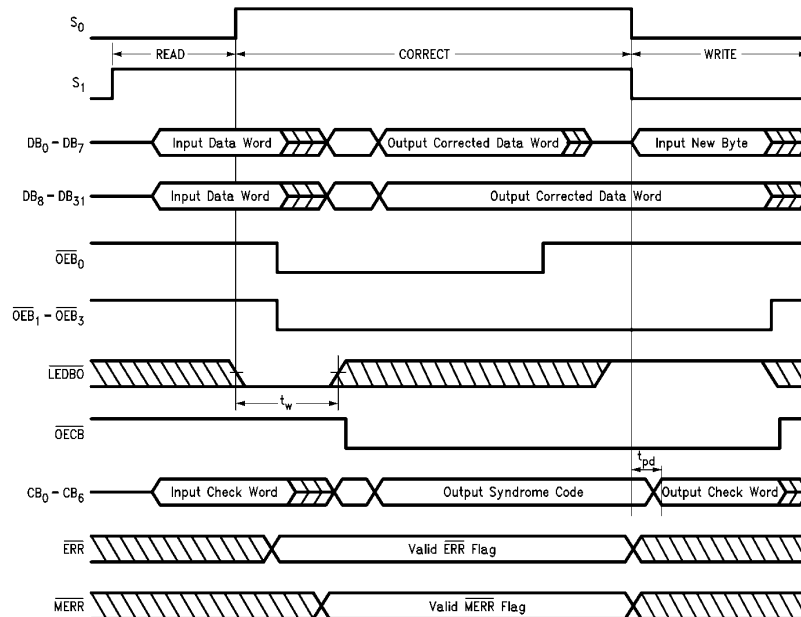 S0
READ CORRECT WRITE
S1
DB0 – DB7 Input Data Word Output Corrected Data Word Input New Byte
DB8 – DB31 Input Data Word Output Corrected Data Word
OEB0
OEB1 – OEB3
LEDBO
tw
OECB
tpd
CB0 – CB6 Input Check Word Output Syndrome Code Output Check Word
ERR Valid ERR Flag
MERR Valid MERR Flag